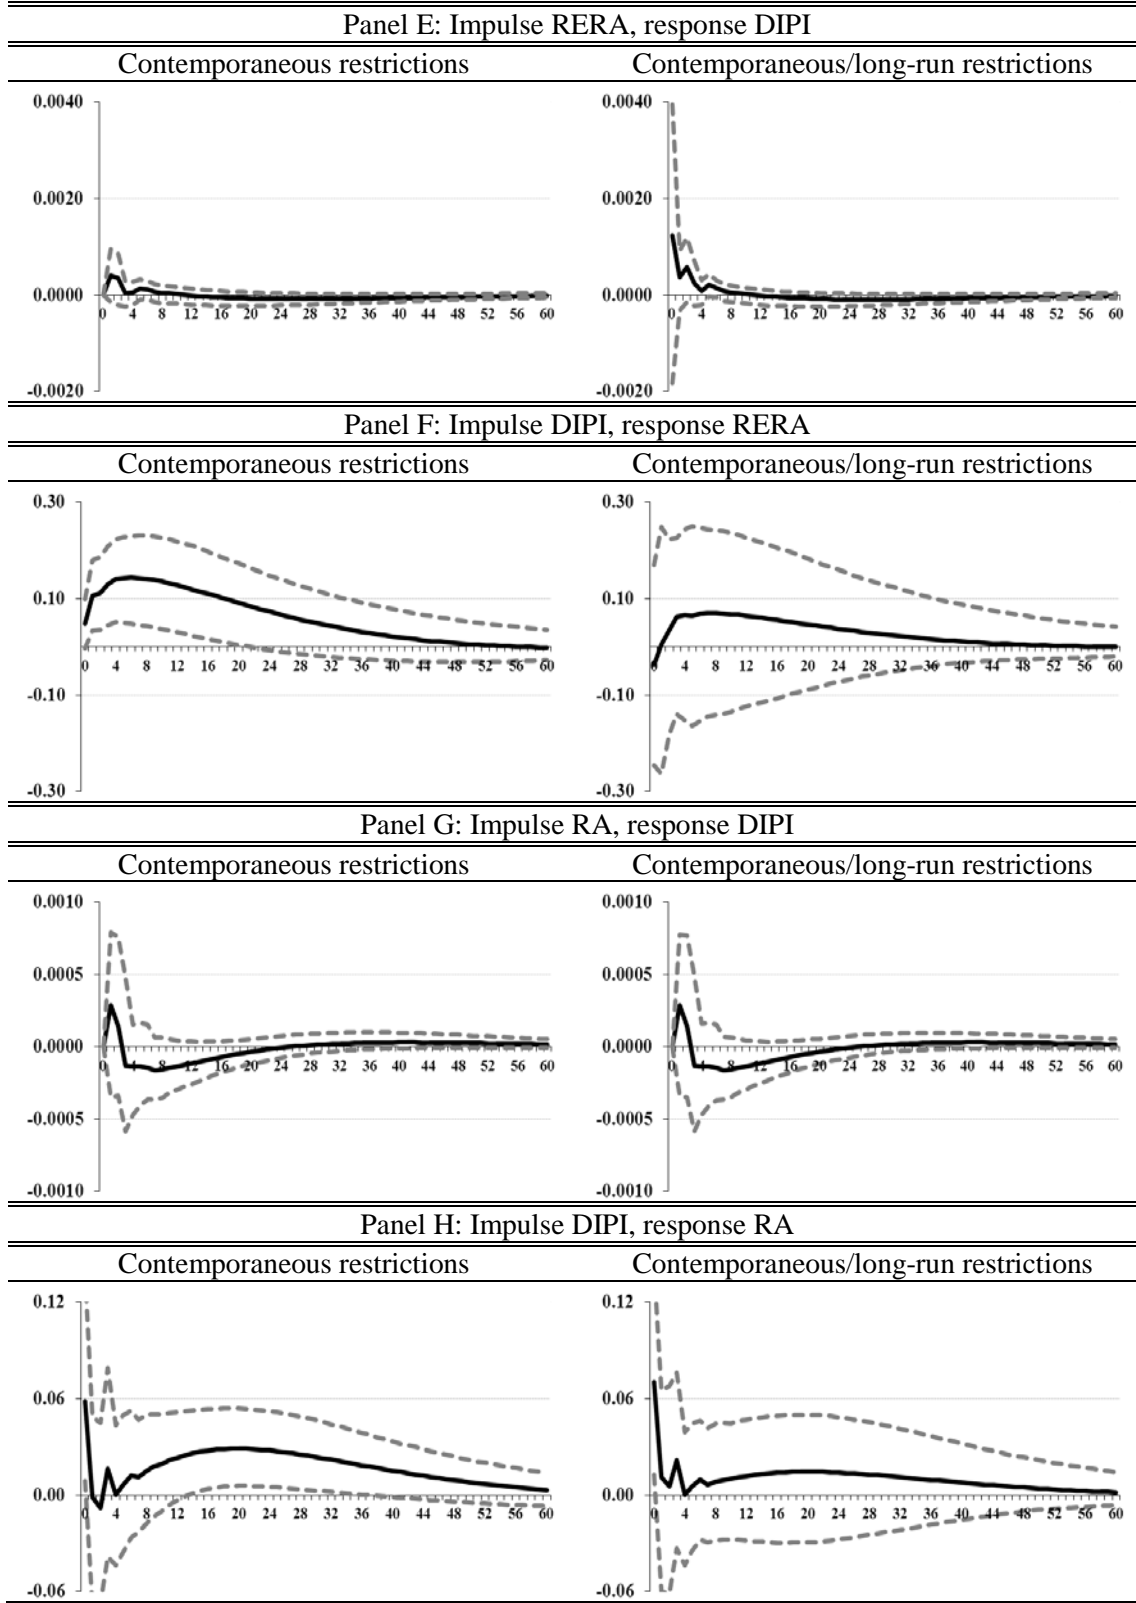 Panel E: Impulse RERA, response DIPI
Contemporaneous restrictions Contemporaneous/long-run restrictions
0.0040 0.0040
0.0020 0.0020
0.0000 0.0000
0 4 8 12 16 20 24 28 32 36 40 44 48 52 56 60 0 4 8 12 16 20 24 28 32 36 40 44 48 52 56 60
-0.0020 -0.0020
Panel F: Impulse DIPI, response RERA
Contemporaneous restrictions Contemporaneous/long-run restrictions
0.30 0.30
0.10 0.10
0 4 8 12 16 20 24 28 32 36 40 44 48 52 56 60 0 4 8 12 16 20 24 28 32 36 40 44 48 52 56 60
-0.10 -0.10
-0.30 -0.30
Panel G: Impulse RA, response DIPI
Contemporaneous restrictions Contemporaneous/long-run restrictions
0.0010 0.0010
0.0005 0.0005
0.0000 0.0000
0 4 8 12 16 20 24 28 32 36 40 44 48 52 56 60 0 4 8 12 16 20 24 28 32 36 40 44 48 52 56 60
-0.0005 -0.0005
-0.0010 -0.0010
Panel H: Impulse DIPI, response RA
Contemporaneous restrictions Contemporaneous/long-run restrictions
0.12 0.12
0.06 0.06
0.00 0.00
0 4 8 12 16 20 24 28 32 36 40 44 48 52 56 60 0 4 8 12 16 20 24 28 32 36 40 44 48 52 56 60
-0.06 -0.06